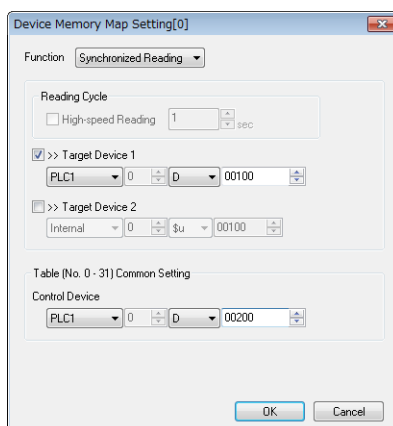 Device Memory Map Setting[0]
Function Synchronized Reading
Reading Cycle
High-speed Reading 1 sec
>> Target Device 1
PLC1 0 D 00100
>> Target Device 2
Internal 0 $u 00100
Table (No. 0 - 31) Common Setting
Control Device
PLC1 0 D 00200
OK Cancel